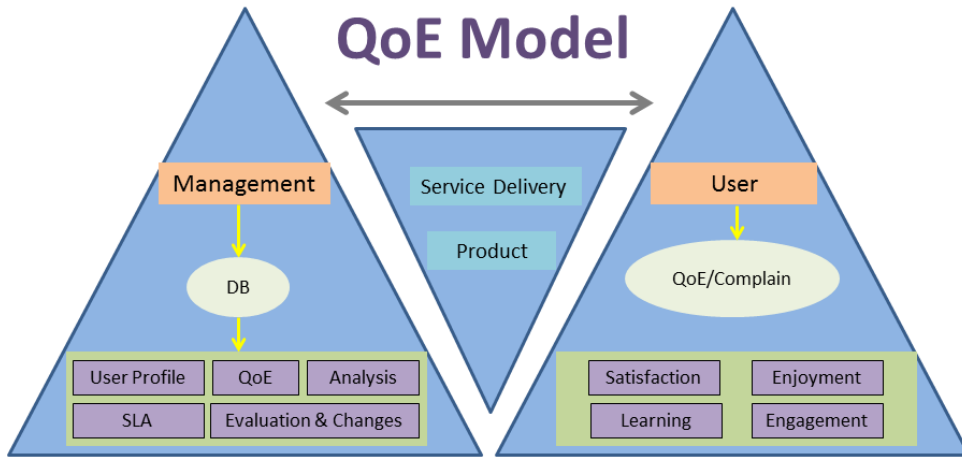 QoE Model
Management
DB
User Profile
QoE
Analysis
SLA
Evaluation & Changes
Service Delivery
Product
User
QoE/Complain
Satisfaction
Enjoyment
Learning
Engagement